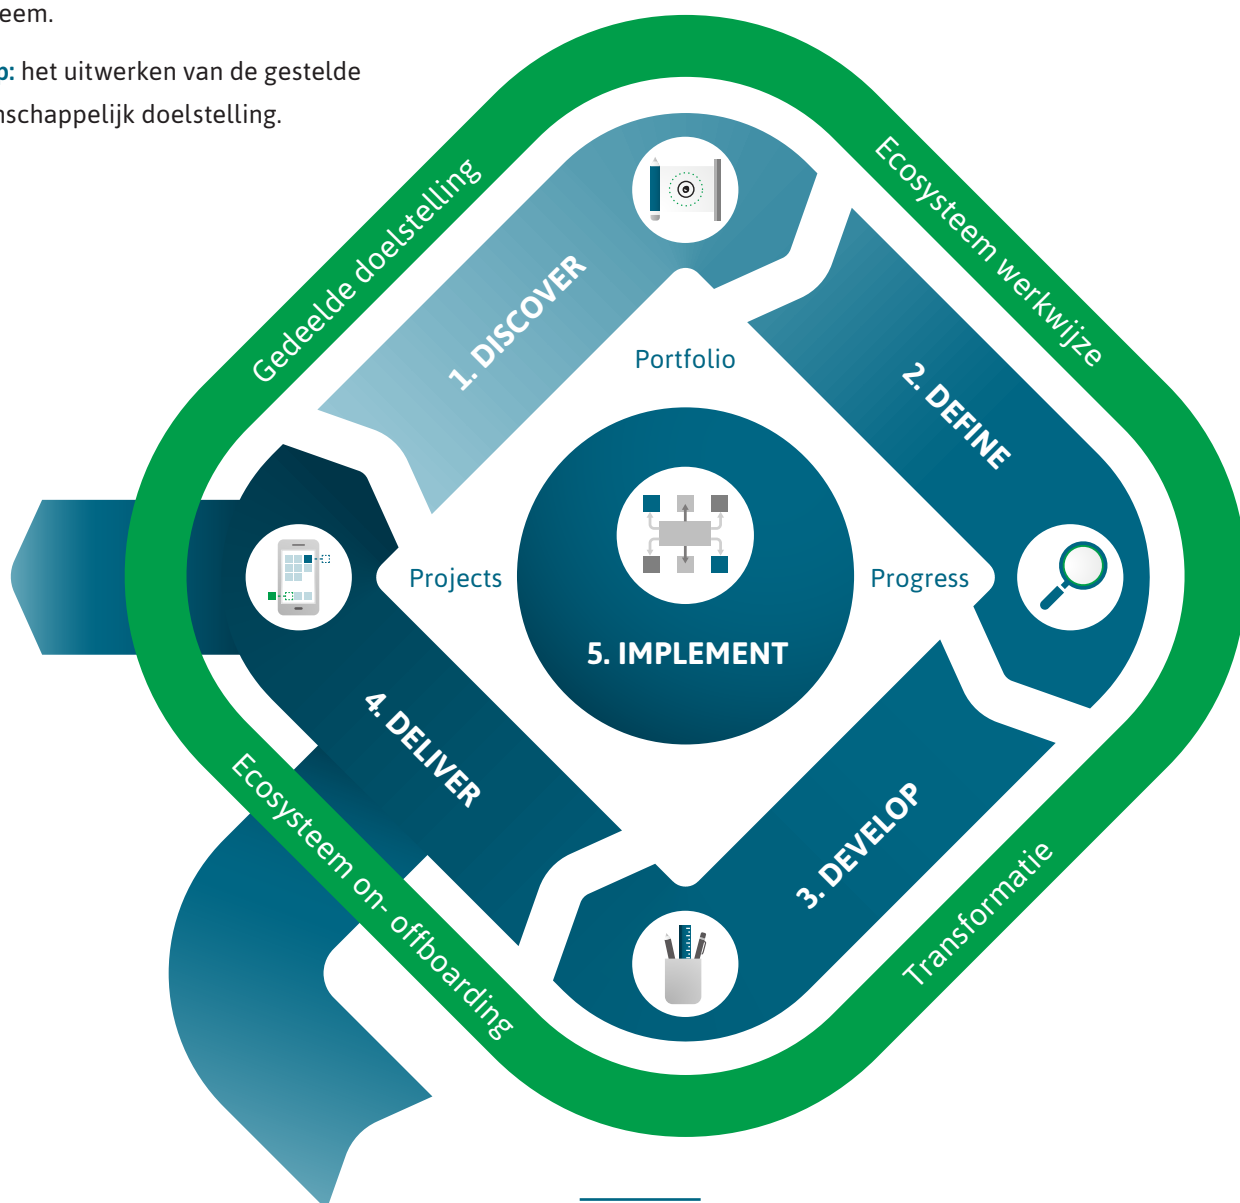 eem.
p: het uitwerken van de gestelde
nschappelijk doelstelling.
Gedeelde doelstelling
Ecosysteem werkwijze
1. DISCOVER
Portfolio
2. DEFINE
Projects
Progress
5. IMPLEMENT
4. DELIVER
3. DEVELOP
Ecosysteem on- offboarding
Transformatie